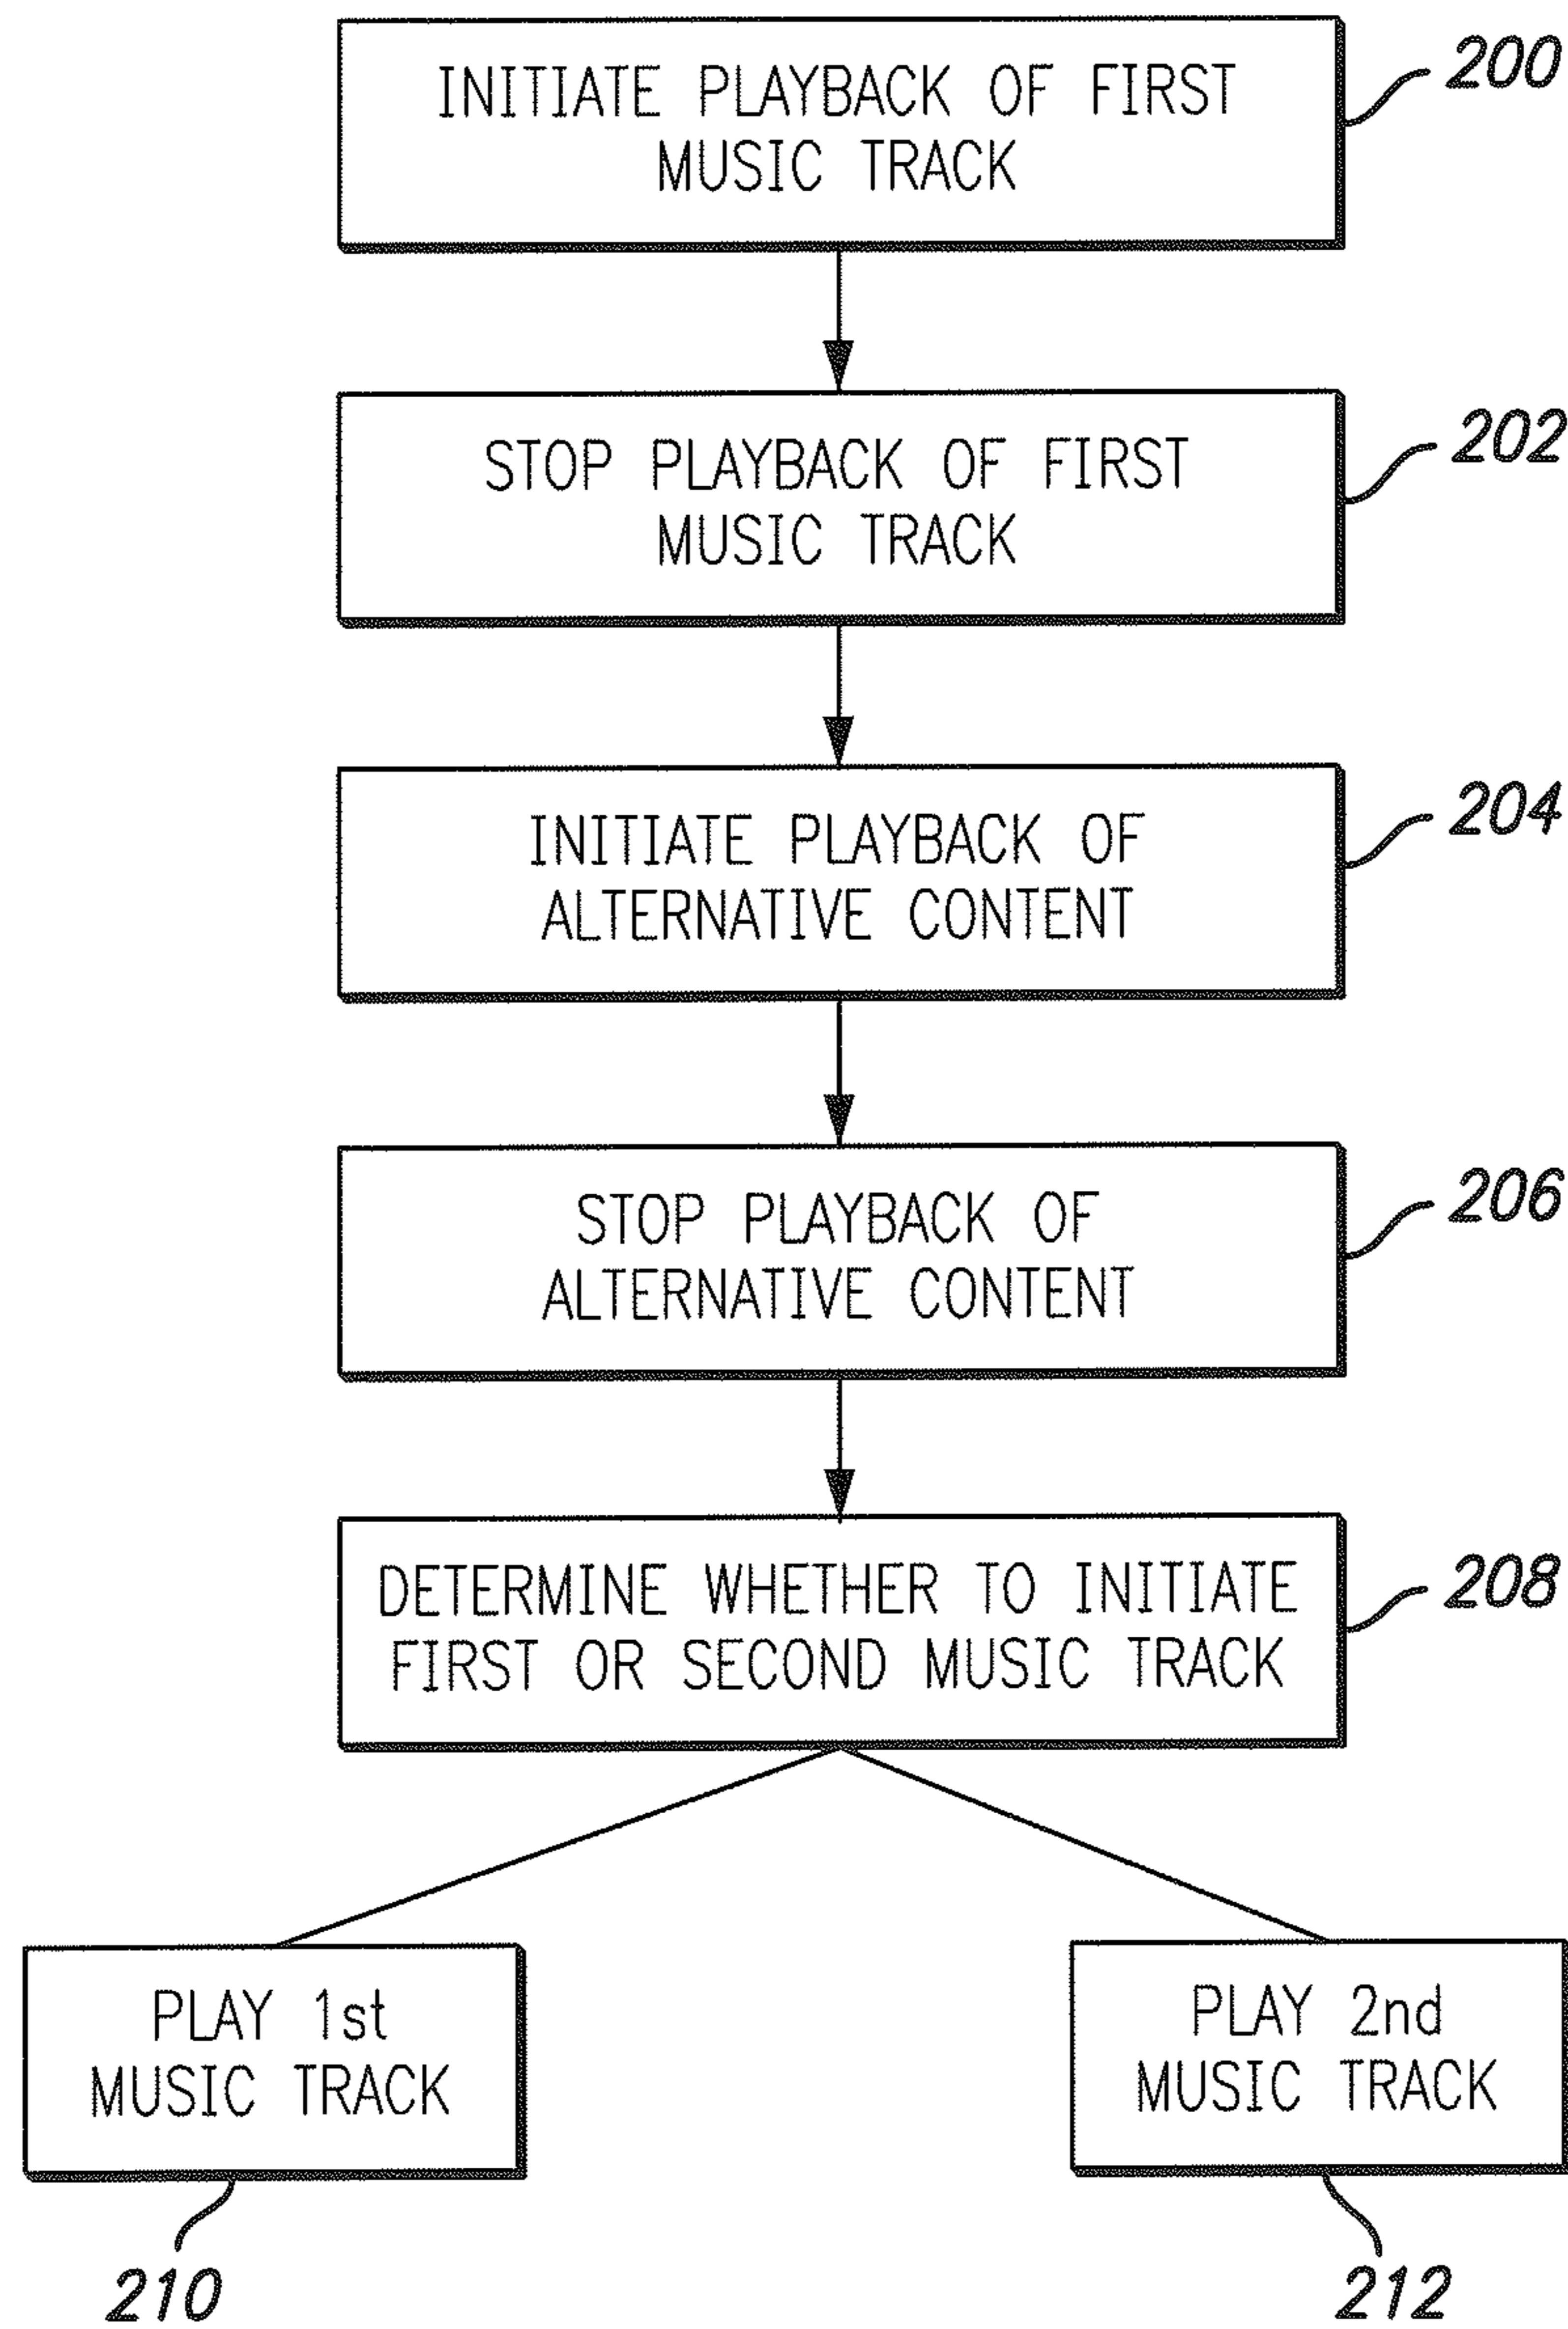 INITIATE PLAYBACK OF FIRST
MUSIC TRACK
200
STOP PLAYBACK OF FIRST
MUSIC TRACK
202
INITIATE PLAYBACK OF
ALTERNATIVE CONTENT
204
STOP PLAYBACK OF
ALTERNATIVE CONTENT
206
DETERMINE WHETHER TO INITIATE
FIRST OR SECOND MUSIC TRACK
208
PLAY 1st
MUSIC TRACK
210
PLAY 2nd
MUSIC TRACK
212